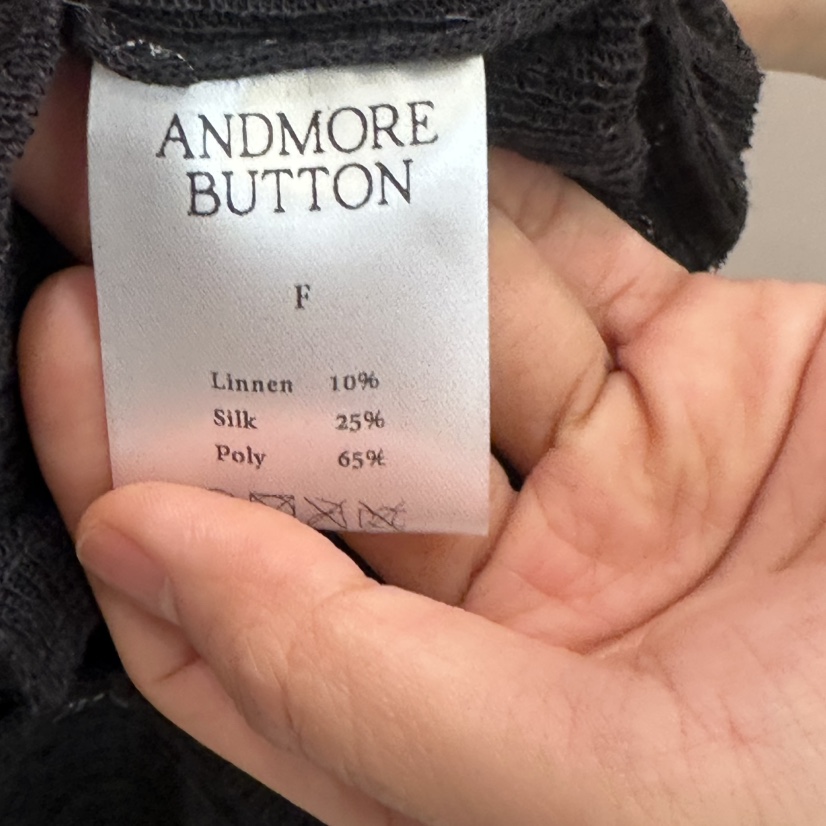 ANDMORE
BUTTON
F
Linnen 10%
Silk 25%
Poly 65%